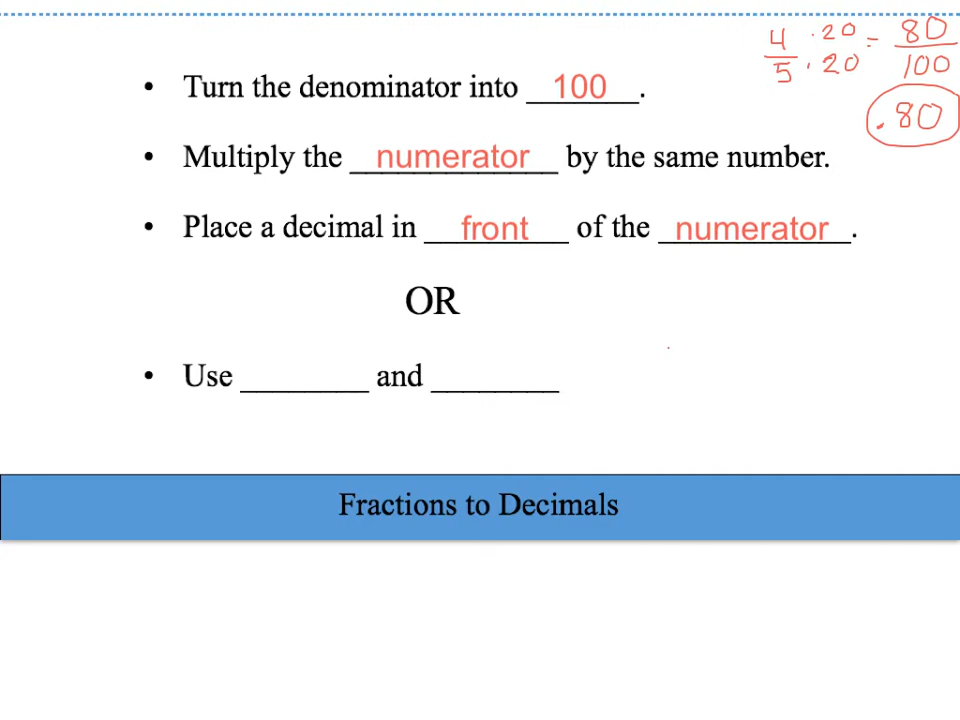 4/5 · 20/· 20 = 80/100
.80
• Turn the denominator into 100.
• Multiply the numerator by the same number.
• Place a decimal in front of the numerator.
OR
• Use ________ and ________
Fractions to Decimals